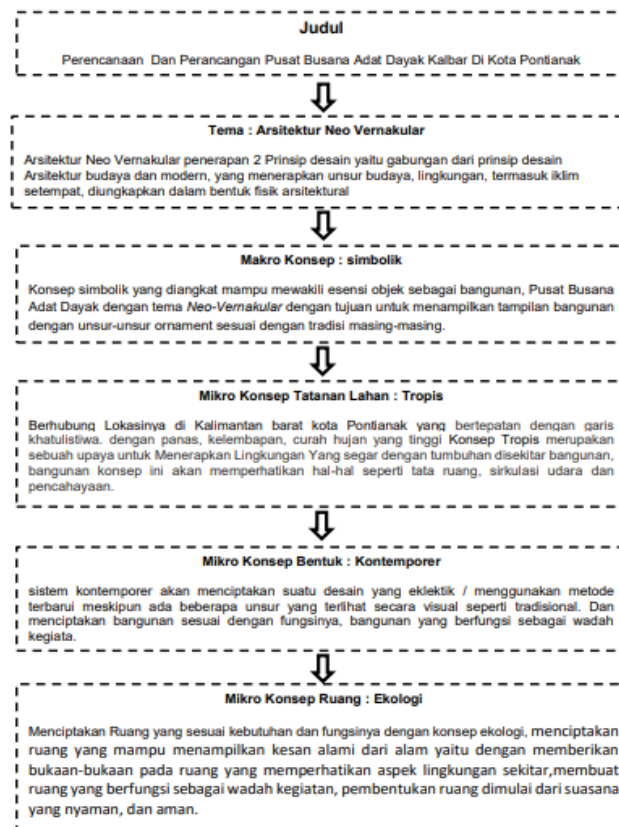 Judul
Perencanaan Dan Perancangan Pusat Busana Adat Dayak Kalbar Di Kota Pontianak
Tema : Arsitektur Neo Vernakular
Arsitektur Neo Vernakular penerapan 2 Prinsip desain yaitu gabungan dari prinsip desain
Arsitektur budaya dan modern, yang menerapkan unsur budaya, lingkungan, termasuk iklim
setempat, diungkapkan dalam bentuk fisik arsitektural
Makro Konsep : simbolik
Konsep simbolik yang diangkat mampu mewakili esensi objek sebagai bangunan, Pusat Busana
Adat Dayak dengan tema Neo-Vernakular dengan tujuan untuk menampilkan tampilan bangunan
dengan unsur-unsur ornament sesuai dengan tradisi masing-masing.
Mikro Konsep Tatanan Lahan : Tropis
Berhubung Lokasinya di Kalimantan barat kota Pontianak yang bertepatan dengan garis
khatulistiwa. dengan panas, kelembapan, curah hujan yang tinggi Konsep Tropis merupakan
sebuah upaya untuk Menerapkan Lingkungan Yang segar dengan tumbuhan disekitar bangunan,
bangunan konsep ini akan memperhatikan hal-hal seperti tata ruang, sirkulasi udara dan
pencahayaan.
Mikro Konsep Bentuk : Kontemporer
sistem kontemporer akan menciptakan suatu desain yang eklektik / menggunakan metode
terbarui meskipun ada beberapa unsur yang terlihat secara visual seperti tradisional. Dan
menciptakan bangunan sesuai dengan fungsinya, bangunan yang berfungsi sebagai wadah
kegiata.
Mikro Konsep Ruang : Ekologi
Menciptakan Ruang yang sesuai kebutuhan dan fungsinya dengan konsep ekologi, menciptakan
ruang yang mampu menampilkan kesan alami dari alam yaitu dengan memberikan
bukaan-bukaan pada ruang yang memperhatikan aspek lingkungan sekitar,membuat
ruang yang berfungsi sebagai wadah kegiatan, pembentukan ruang dimulai dari suasana
yang nyaman, dan aman.